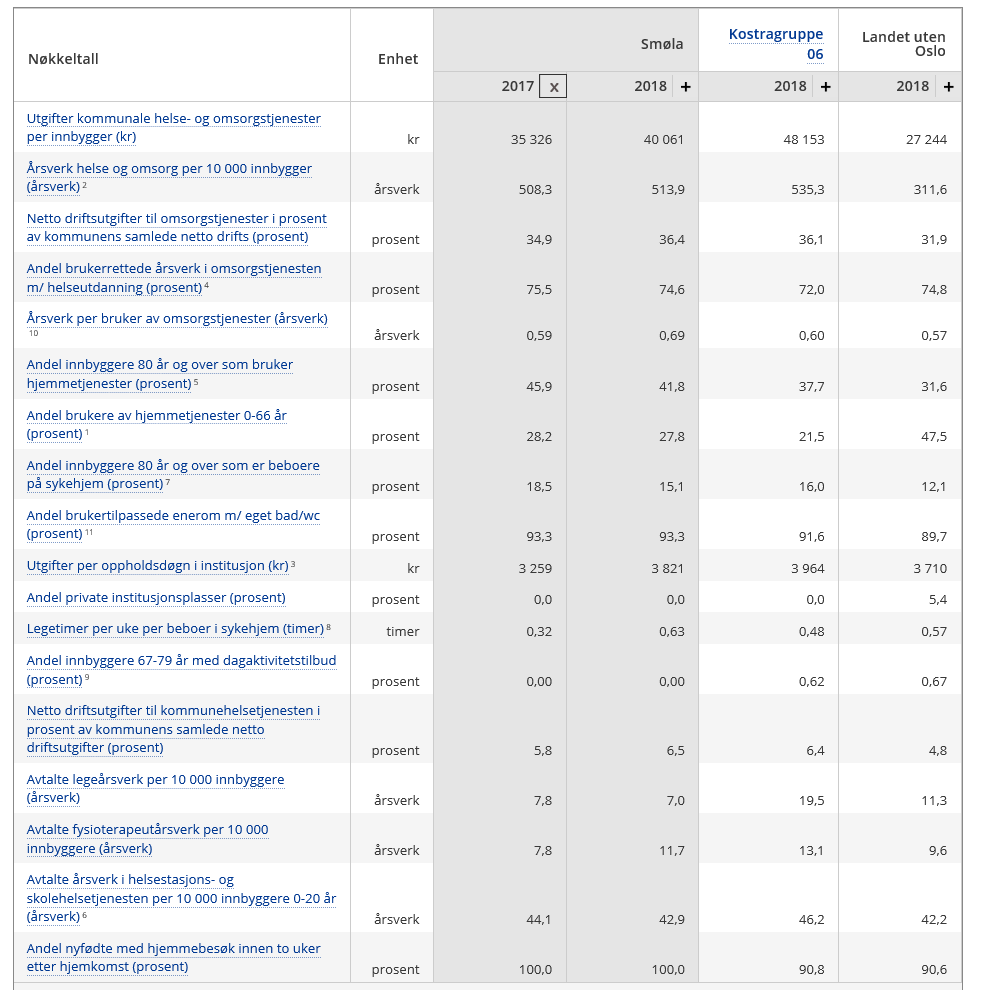 Nøkkeltall Enhet Smøla Kostragruppe 06 Landet uten Oslo
2017 x 2018 + 2018 + 2018 +
Utgifter kommunale helse- og omsorgstjenester
per innbygger (kr) kr 35 326 40 061 48 153 27 244
Årsverk helse og omsorg per 10 000 innbygger
(årsverk) 2 årsverk 508,3 513,9 535,3 311,6
Netto driftsutgifter til omsorgstjenester i prosent
av kommunens samlede netto drifts (prosent) prosent 34,9 36,4 36,1 31,9
Andel brukerrettede årsverk i omsorgstjenesten
m/ helseutdanning (prosent) 4 prosent 75,5 74,6 72,0 74,8
Årsverk per bruker av omsorgstjenester (årsverk)
10 årsverk 0,59 0,69 0,60 0,57
Andel innbyggere 80 år og over som bruker
hjemmetjenester (prosent) 5 prosent 45,9 41,8 37,7 31,6
Andel brukere av hjemmetjenester 0-66 år
(prosent) 1 prosent 28,2 27,8 21,5 47,5
Andel innbyggere 80 år og over som er beboere
på sykehjem (prosent) 7 prosent 18,5 15,1 16,0 12,1
Andel brukertilpassede enerom m/ eget bad/wc
(prosent) 11 prosent 93,3 93,3 91,6 89,7
Utgifter per oppholdsdøgn i institusjon (kr) 3 kr 3 259 3 821 3 964 3 710
Andel private institusjonsplasser (prosent) prosent 0,0 0,0 0,0 5,4
Legetimer per uke per beboer i sykehjem (timer) 8 timer 0,32 0,63 0,48 0,57
Andel innbyggere 67-79 år med dagaktivitetstilbud
(prosent) 9 prosent 0,00 0,00 0,62 0,67
Netto driftsutgifter til kommunehelsetjenesten i
prosent av kommunens samlede netto
driftsutgifter (prosent) prosent 5,8 6,5 6,4 4,8
Avtalte legeårsverk per 10 000 innbyggere
(årsverk) årsverk 7,8 7,0 19,5 11,3
Avtalte fysioterapeutårsverk per 10 000
innbyggere (årsverk) årsverk 7,8 11,7 13,1 9,6
Avtalte årsverk i helsestasjons- og
skolehelsetjenesten per 10 000 innbyggere 0-20 år
(årsverk) 6 årsverk 44,1 42,9 46,2 42,2
Andel nyfødte med hjemmebesøk innen to uker
etter hjemkomst (prosent) prosent 100,0 100,0 90,8 90,6